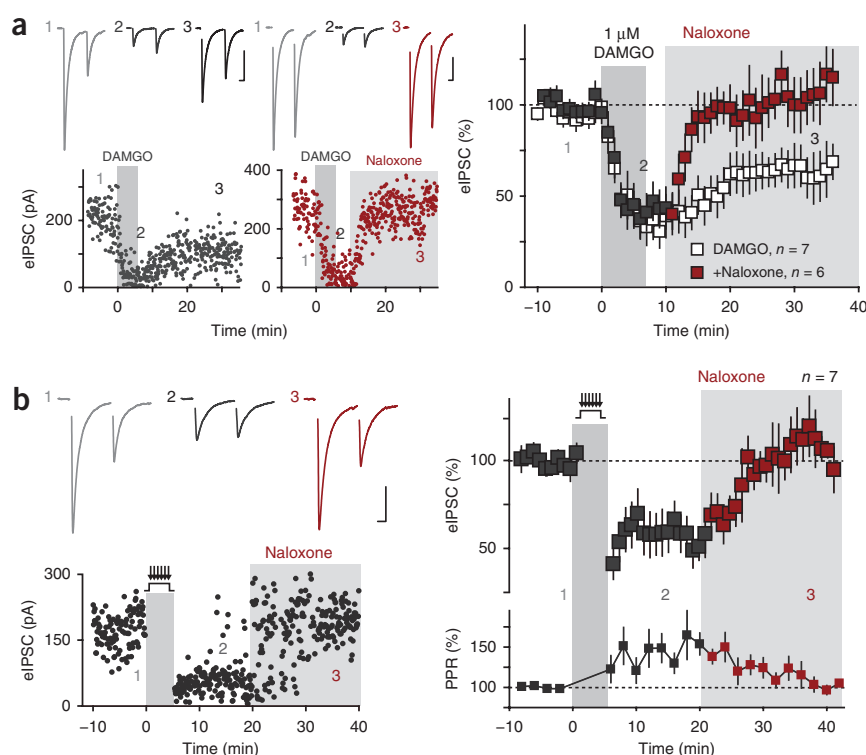 a
1 2 3 1 2 3
DAMGO
DAMGO Naloxone
eIPSC (pA)
200
0
1 2 3
0 20
Time (min)
400
300
200
100
0
1 2 3
0 20
Time (min)
1 μM
DAMGO
Naloxone
eIPSC (%)
100
50
0
1 2 3
DAMGO, n = 7
+Naloxone, n = 6
−10 0 10 20 30 40
Time (min)
b
1 2 3
Naloxone
eIPSC (pA)
300
150
0
1 2 3
−10 0 10 20 30 40
Time (min)
Naloxone n = 7
eIPSC (%)
100
50
1 2 3
PPR (%)
150
100
−10 0 10 20 30 40
Time (min)